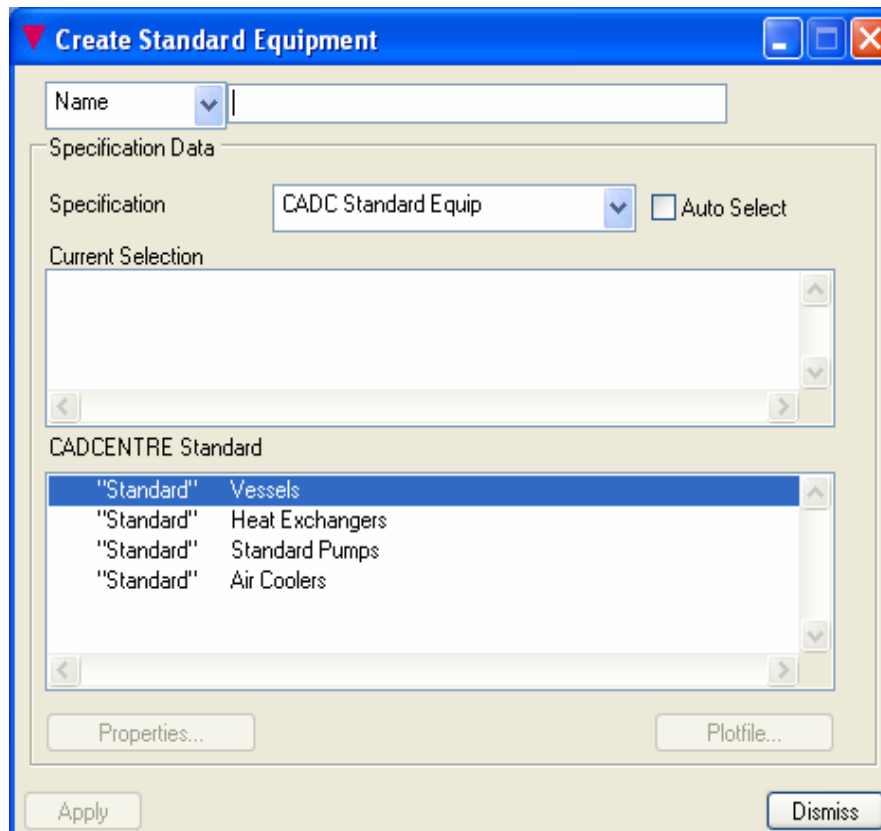 Create Standard Equipment
Name
Specification Data
Specification CADC Standard Equip Auto Select
Current Selection
CADCENTRE Standard
"Standard" Vessels
"Standard" Heat Exchangers
"Standard" Standard Pumps
"Standard" Air Coolers
Properties... Plotfile...
Apply Dismiss